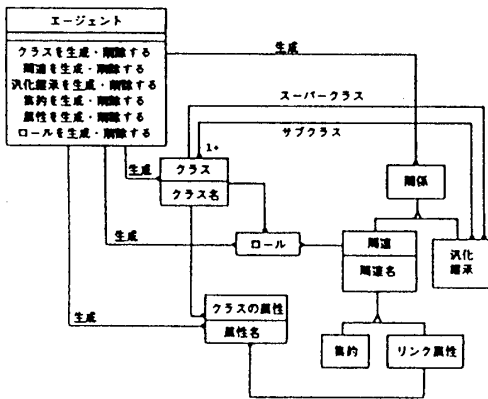 エージェント
クラスを生成・削除する
関連を生成・削除する
汎化継承を生成・削除する
集約を生成・削除する
属性を生成・削除する
ロールを生成・削除する
生成
スーパークラス
サブクラス
1+
生成
クラス
クラス名
関係
生成
ロール
関連
関連名
汎化
継承
クラスの属性
属性名
生成
集約
リンク属性